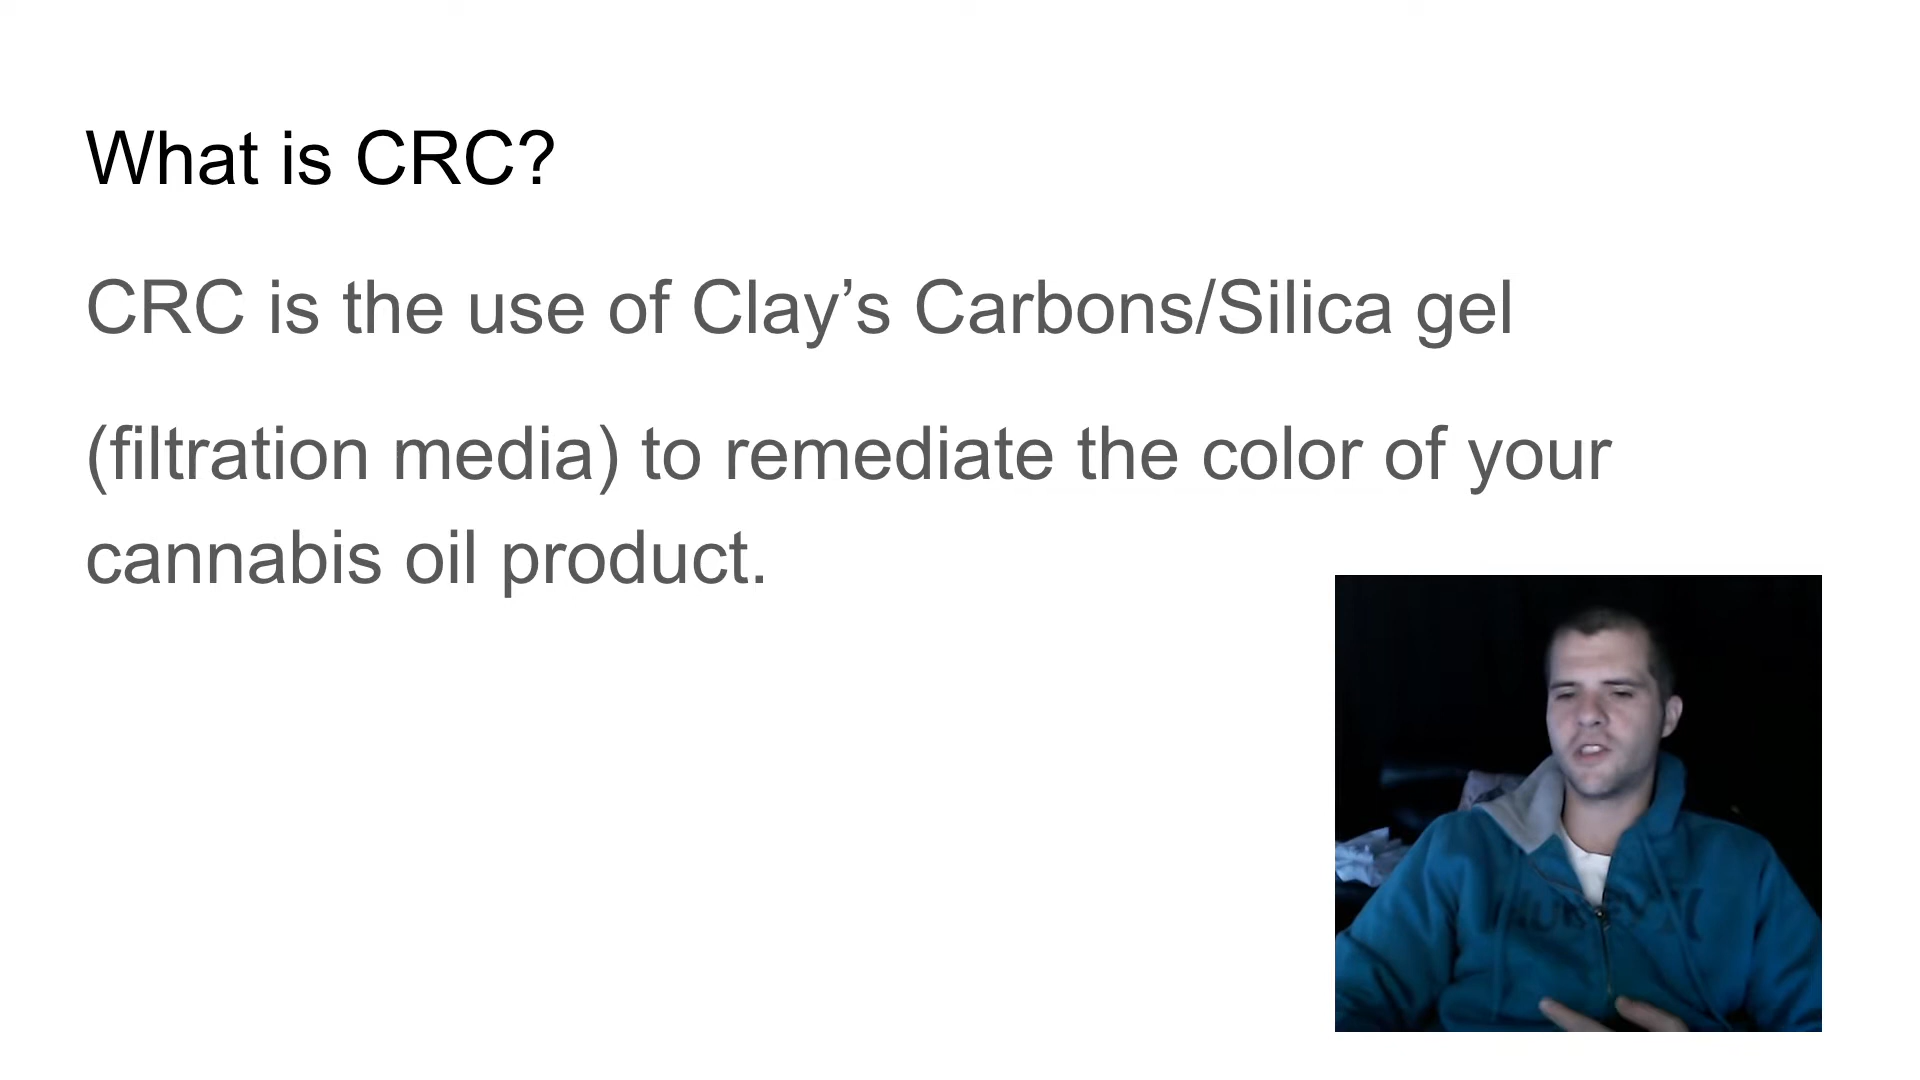 What is CRC?
CRC is the use of Clay’s Carbons/Silica gel
(filtration media) to remediate the color of your
cannabis oil product.